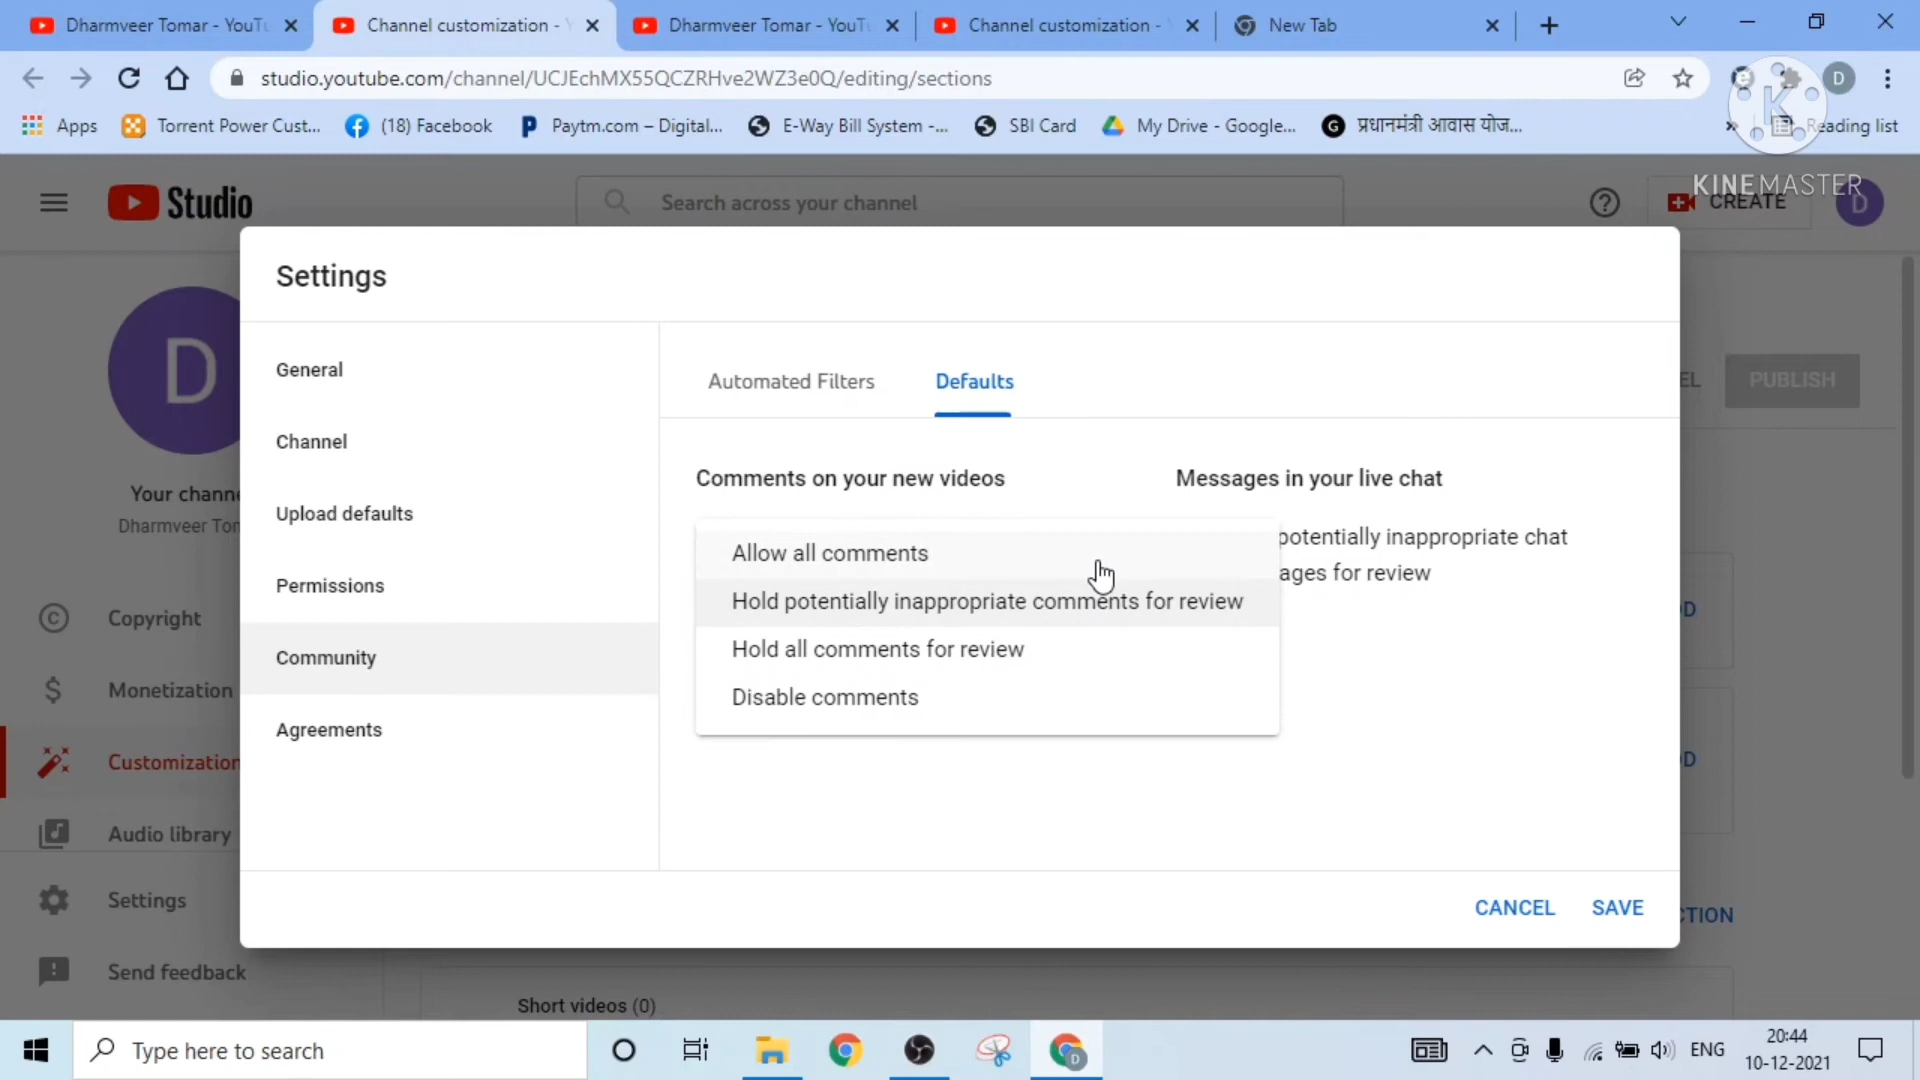 Dharmveer Tomar - YouTu
Channel customization - Y
Dharmveer Tomar - YouTu
Channel customization - Y
New Tab
studio.youtube.com/channel/UCJEchMX55QCZRHve2WZ3e0Q/editing/sections
D
Apps
Torrent Power Cust...
(18) Facebook
Paytm.com – Digital...
E-Way Bill System -...
SBI Card
My Drive - Google...
प्रधानमंत्री आवास योज...
»
Reading list
K
KINEMASTER
Studio
Search across your channel
CREATE
D
Settings
D
General
Automated Filters
Defaults
EL
PUBLISH
Channel
Your channe
Dharmveer Tor
Comments on your new videos
Messages in your live chat
Upload defaults
potentially inappropriate chat
ages for review
Allow all comments
Hold potentially inappropriate comments for review
Hold all comments for review
Disable comments
Permissions
Community
Agreements
Copyright
Monetization
Customization
Audio library
Settings
Send feedback
DD
DD
CANCEL
SAVE
CTION
Short videos (0)
Type here to search
D
ENG
20:44
10-12-2021